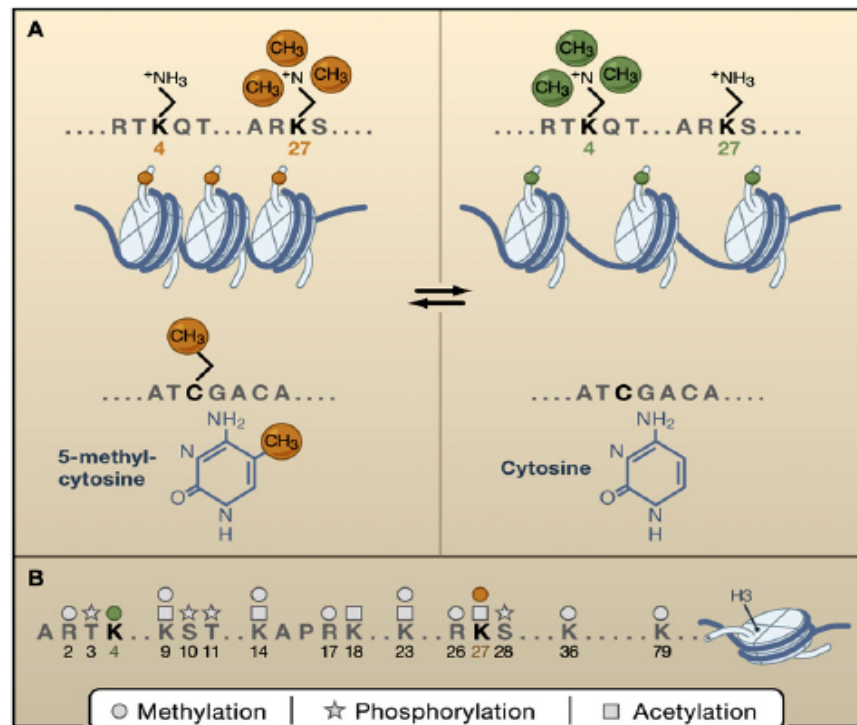 A
CH3 CH3 CH3
+NH3 +N
....RTKQT...ARKS....
4 27
CH3 CH3 CH3
+N +NH3
....RTKQT...ARKS....
4 27
CH3
....ATCGACA....
NH2
N CH3
5-methyl-
cytosine
O N
H
....ATCGACA....
NH2
Cytosine N
O N
H
B
H3
ARTK..KST..KAPRK..K..RKS...K.....K...
2 3 4 9 10 11 14 17 18 23 26 27 28 36 79
Methylation | Phosphorylation | Acetylation